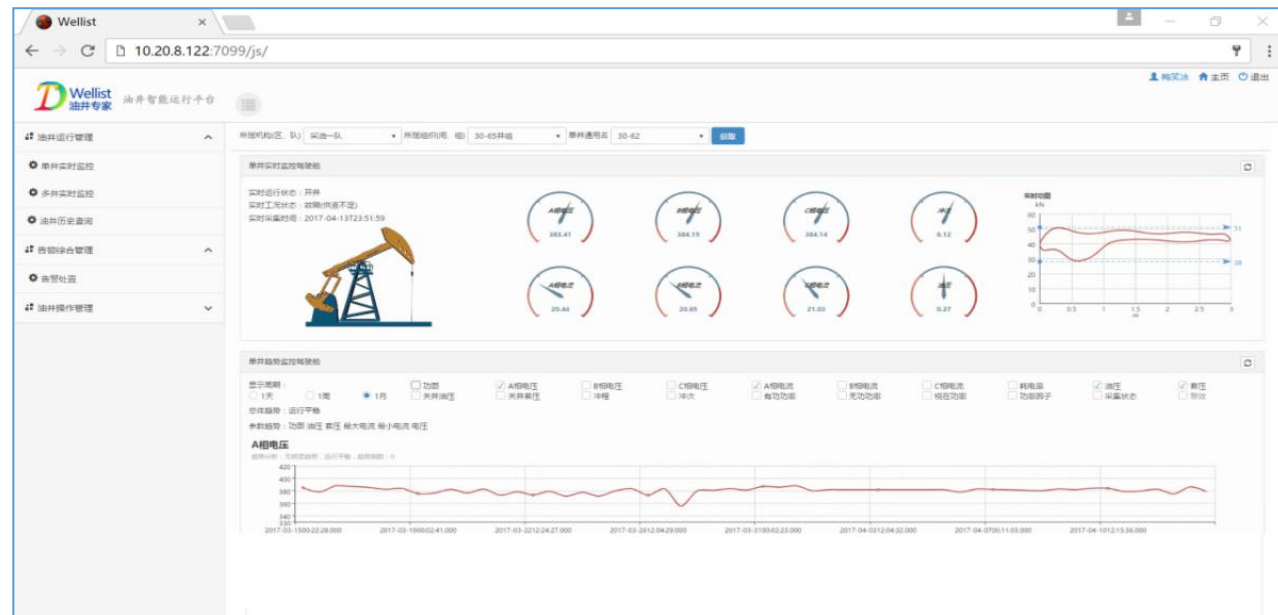 Wellist
10.20.8.122:7099/js/
梅笑冰 主页 退出
Wellist
油井专家
油井智能运行平台
油井运行管理
单井实时监控
多井实时监控
油井历史查询
告警综合管理
告警处置
油井操作管理
所属机构(区、队) 采油一队 所属组织(间、组) 30-65井组 单井通用名 30-62 获取
单井实时监控驾驶舱
实时运行状态：开井
实时工况状态：故障(供液不足)
实时采集时间：2017-04-13T23:51:59
A相电压 B相电压 C相电压 冲次
383.41 384.19 384.14 6.12
A相电流 B相电流 C相电流 油压
20.44 20.85 21.03 0.27
实时功图
kN
60
50
40
30
20
10
0
51
28
0 0.5 1 1.5 2 2.5 3
m
单井趋势监控驾驶舱
显示周期：
1天 1周 1月
功图 A相电压 B相电压 C相电压 A相电流 B相电流 C相电流 耗电量 油压 套压
关井油压 关井套压 冲程 冲次 有功功率 无功功率 视在功率 功率因子 采集状态
总体趋势：运行平稳
参数趋势：功图 油压 套压 最大电流 最小电流 电压
A相电压
420
400
380
360
340
330
2017-03-1500:22:28.000 2017-03-1900:02:41.000 2017-03-2212:24:27.000 2017-03-2612:04:29.000 2017-03-3100:02:23.000 2017-04-0312:04:32.000 2017-04-0700:11:03.000 2017-04-1012:15:36.000